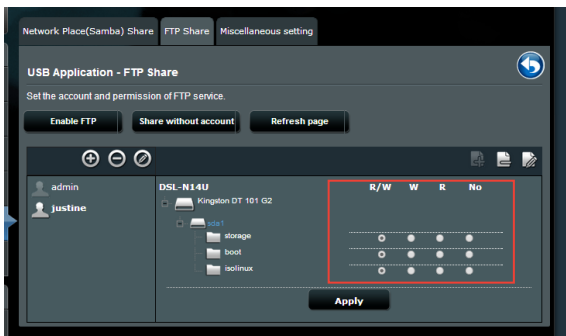 Network Place(Samba) Share FTP Share Miscellaneous setting
USB Application - FTP Share
Set the account and permission of FTP service.
Enable FTP Share without account Refresh page
admin DSL-N14U R/W W R No
justine Kingston DT 101 G2
sda1
storage
boot
isolinux
Apply